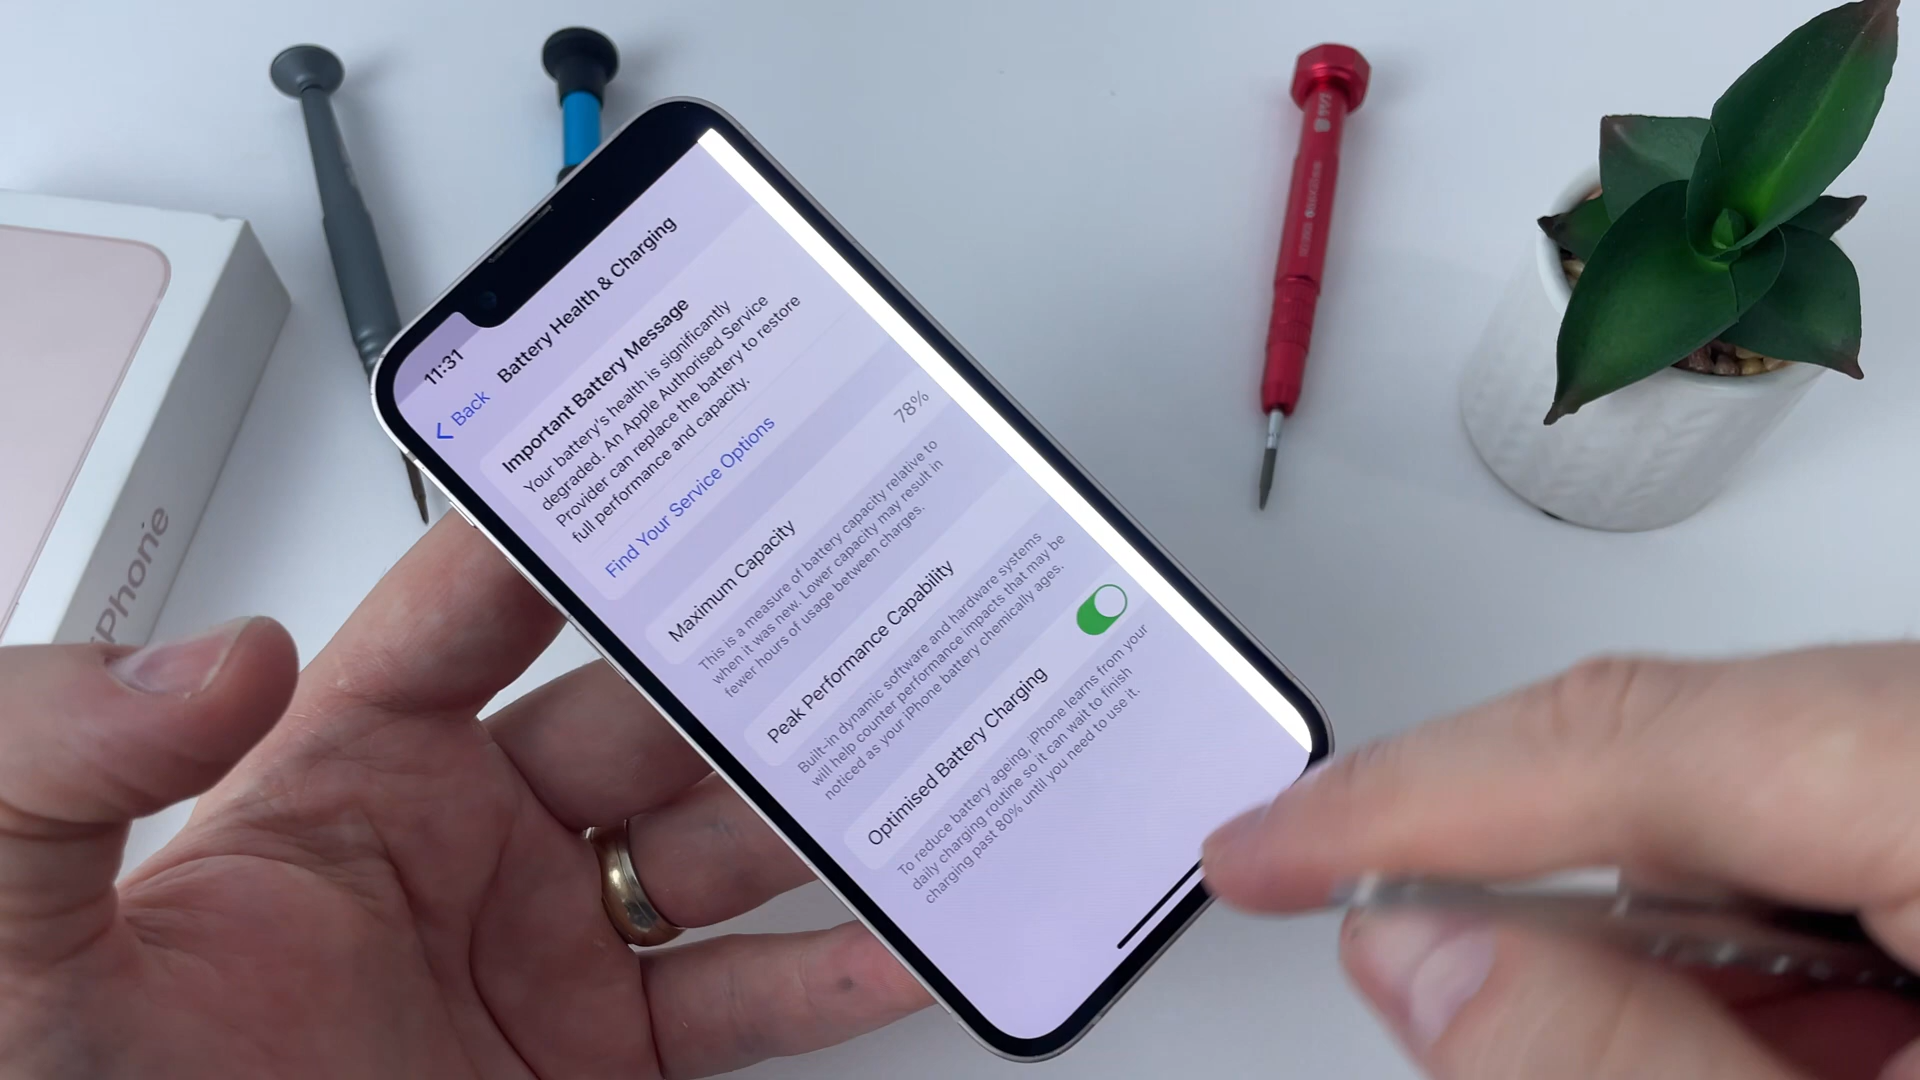 11:31
Back
Battery Health & Charging
Important Battery Message
Your battery's health is significantly
degraded. An Apple Authorised Service
Provider can replace the battery to restore
full performance and capacity.
Find Your Service Options
Maximum Capacity
78%
This is a measure of battery capacity relative to
when it was new. Lower capacity may result in
fewer hours of usage between charges.
Peak Performance Capability
Built-in dynamic software and hardware systems
will help counter performance impacts that may be
noticed as your iPhone battery chemically ages.
Optimised Battery Charging
To reduce battery ageing, iPhone learns from your
daily charging routine so it can wait to finish
charging past 80% until you need to use it.
iPhone